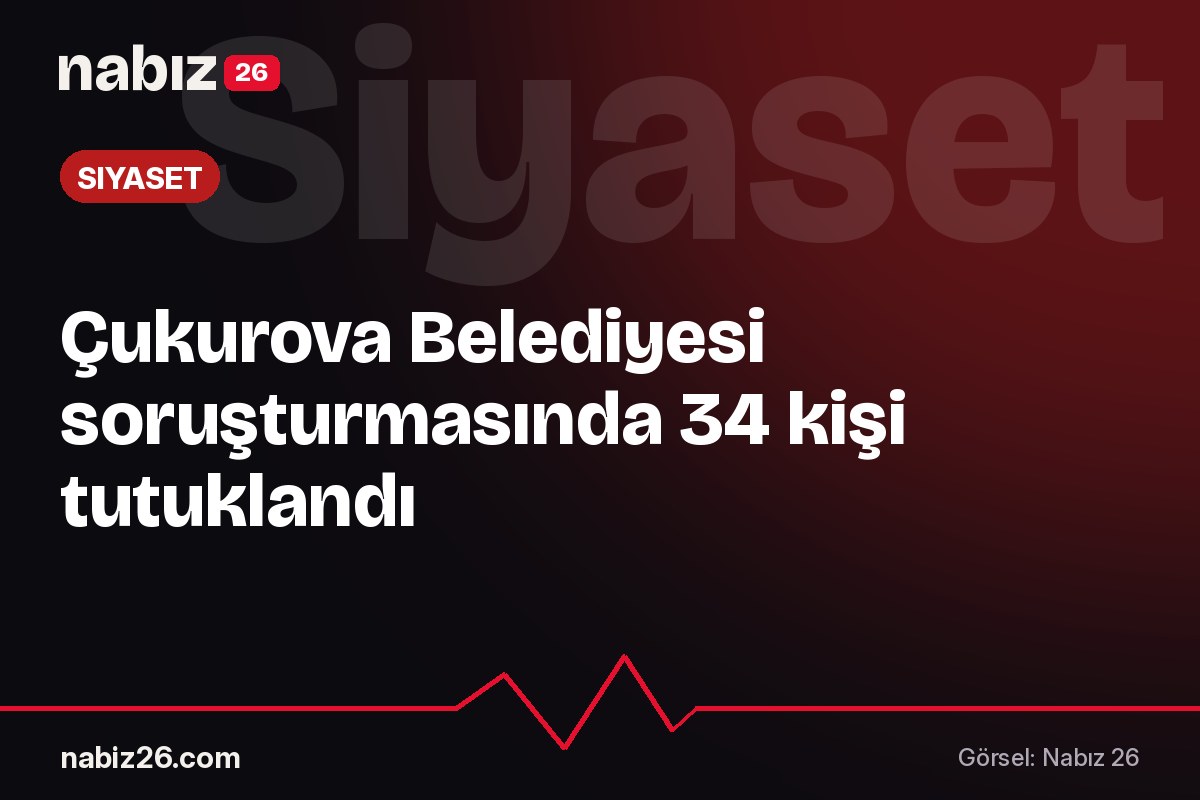 nabız 26
Siyaset
SIYASET
Çukurova Belediyesi
soruşturmasında 34 kişi
tutuklandı
nabiz26.com
Görsel: Nabız 26